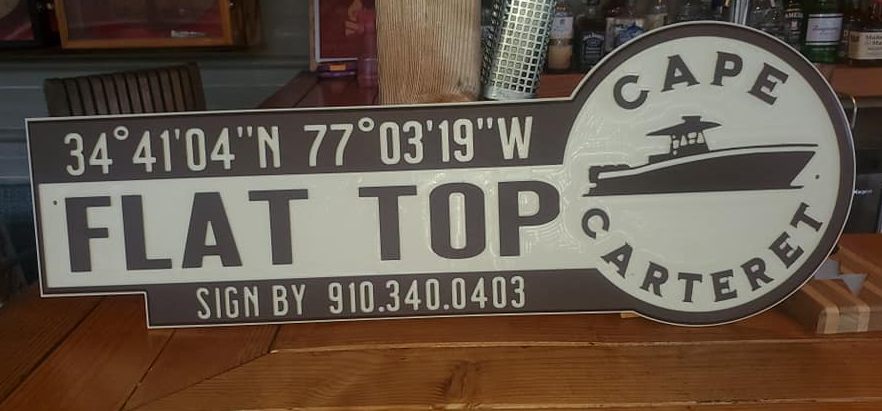 34°41'04"N 77°03'19"W
FLAT TOP
SIGN BY 910.340.0403
CAPE
CARTERET